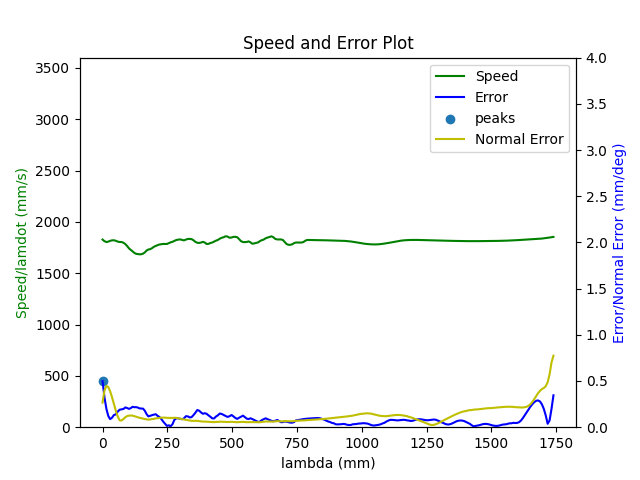 Speed and Error Plot
Speed
Error
peaks
Normal Error
Speed/lamdot (mm/s)
3500
3000
2500
2000
1500
1000
500
0
4.0
3.5
3.0
2.5
2.0
1.5
1.0
0.5
0.0
Error/Normal Error (mm/deg)
0 250 500 750 1000 1250 1500 1750
lambda (mm)